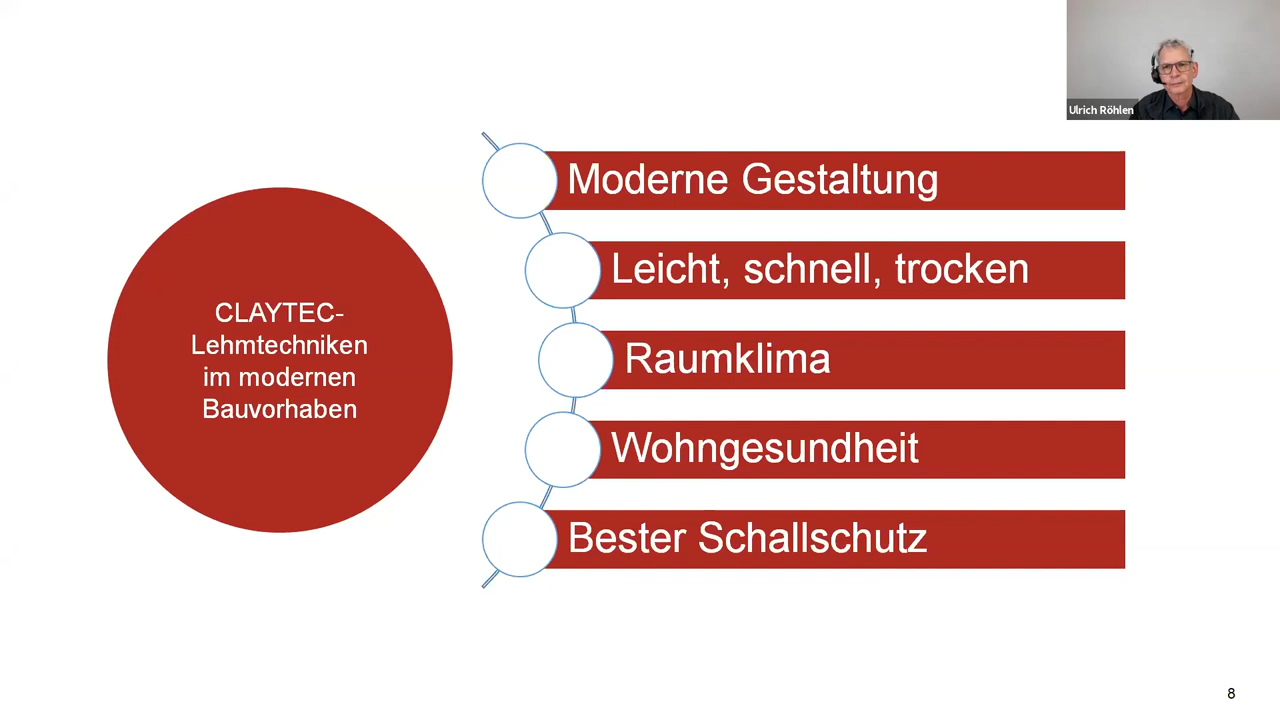 Ulrich Röhlen
CLAYTEC-
Lehmtechniken
im modernen
Bauvorhaben
Moderne Gestaltung
Leicht, schnell, trocken
Raumklima
Wohngesundheit
Bester Schallschutz
8